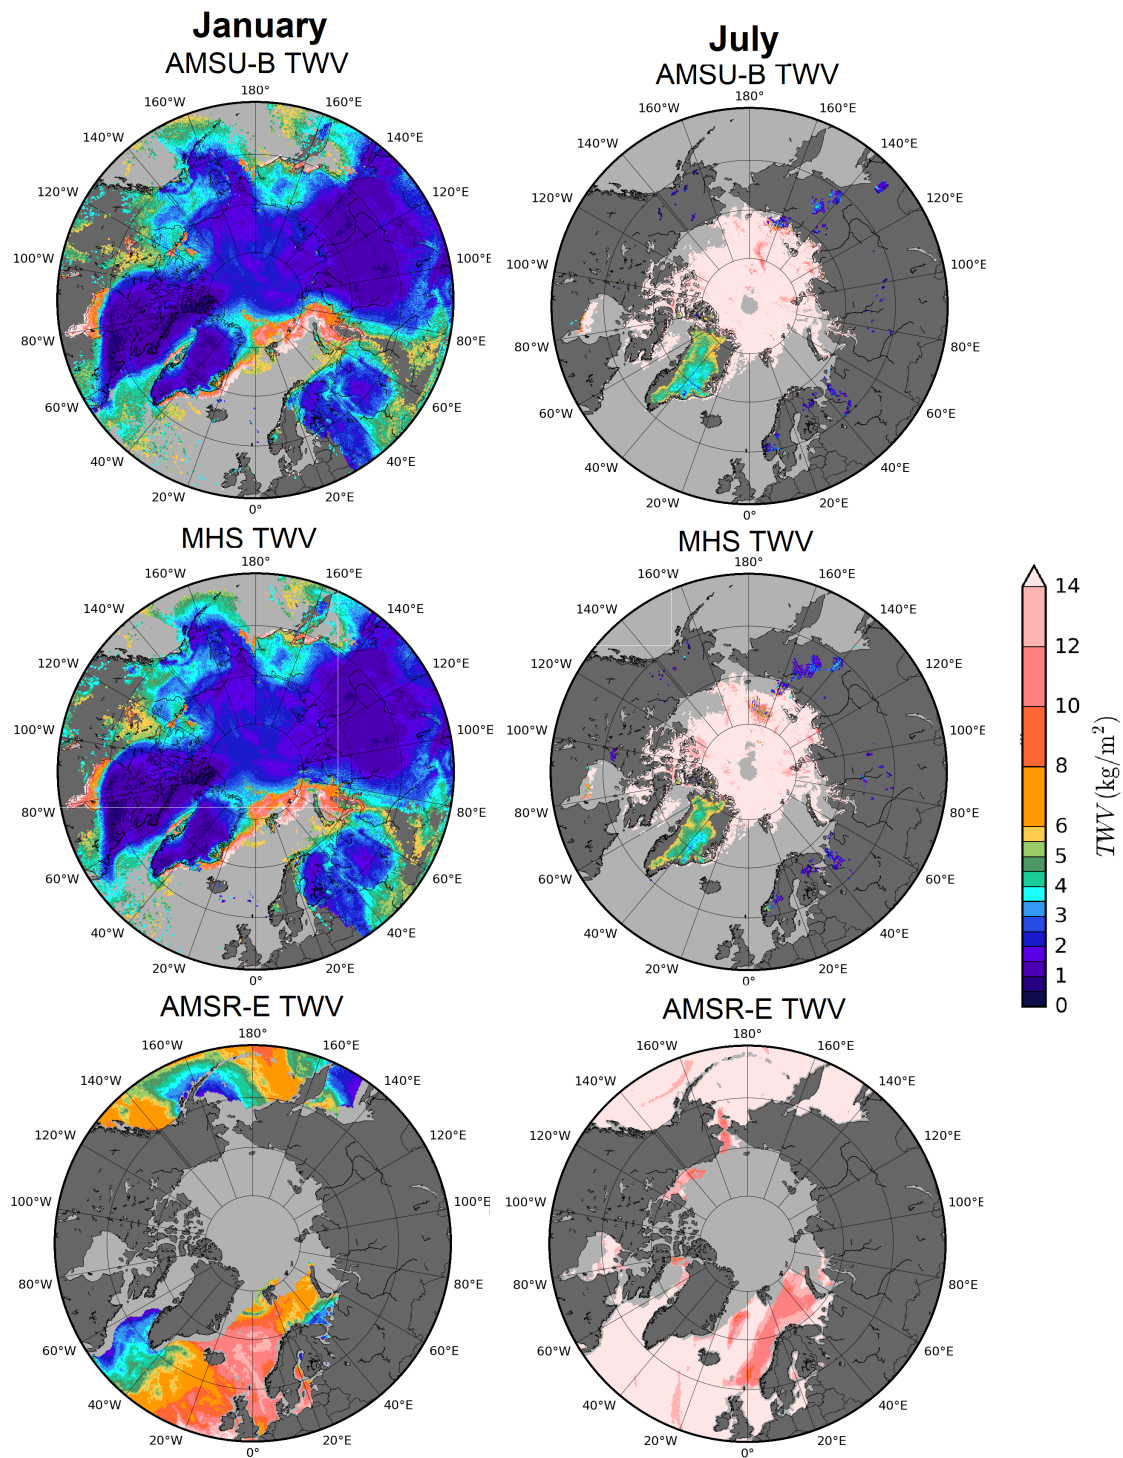 January
AMSU-B TWV
180°
160°W 160°E
140°W 140°E
120°W 120°E
100°W 100°E
80°W 80°E
60°W 60°E
40°W 40°E
20°W 20°E
0°
July
AMSU-B TWV
180°
160°W 160°E
140°W 140°E
120°W 120°E
100°W 100°E
80°W 80°E
60°W 60°E
40°W 40°E
20°W 20°E
0°
MHS TWV
180°
160°W 160°E
140°W 140°E
120°W 120°E
100°W 100°E
80°W 80°E
60°W 60°E
40°W 40°E
20°W 20°E
0°
MHS TWV
180°
160°W 160°E
140°W 140°E
120°W 120°E
100°W 100°E
80°W 80°E
60°W 60°E
40°W 40°E
20°W 20°E
0°
AMSR-E TWV
180°
160°W 160°E
140°W 140°E
120°W 120°E
100°W 100°E
80°W 80°E
60°W 60°E
40°W 40°E
20°W 20°E
0°
AMSR-E TWV
180°
160°W 160°E
140°W 140°E
120°W 120°E
100°W 100°E
80°W 80°E
60°W 60°E
40°W 40°E
20°W 20°E
0°
14
12
10
8
6
5
4
3
2
1
0
TWV (kg/m²)